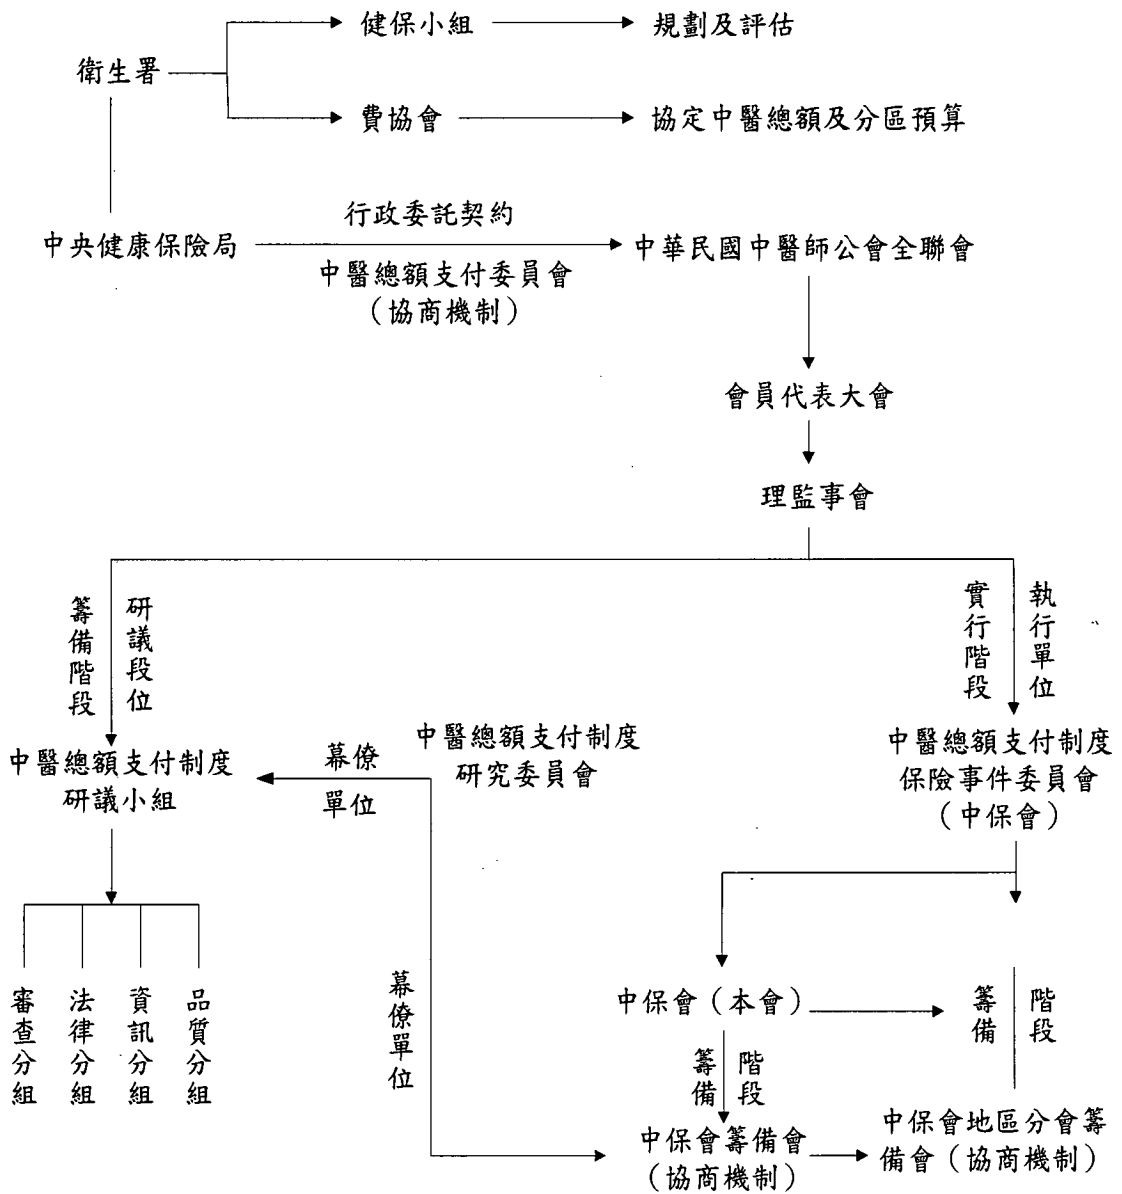 健保小組
規劃及評估
衛生署
費協會
協定中醫總額及分區預算
行政委託契約
中央健康保險局
中華民國中醫師公會全聯會
中醫總額支付委員會
（協商機制）
會員代表大會
理監事會
籌備階段
研議段位
實行階段
執行單位
中醫總額支付制度
研議小組
幕僚
單位
中醫總額支付制度
研究委員會
中醫總額支付制度
保險事件委員會
（中保會）
審查分組
法律分組
資訊分組
品質分組
幕僚單位
中保會（本會）
籌備
階段
籌備
階段
中保會籌備會
（協商機制）
中保會地區分會籌
備會（協商機制）